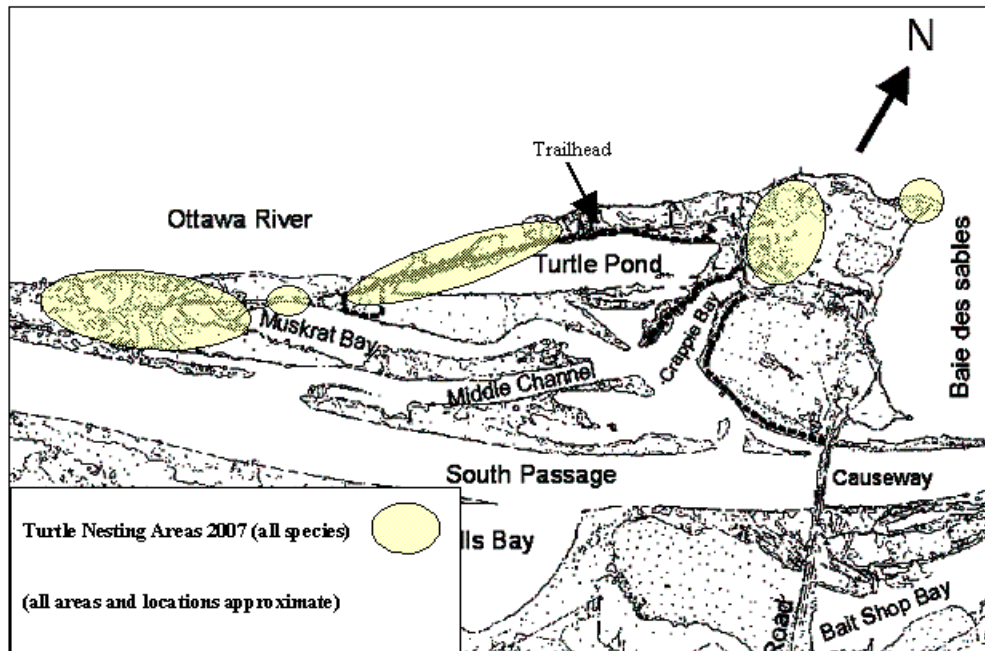 N
Trailhead
Ottawa River
Turtle Pond
Baie des sables
Muskrat Bay
Crappie Bay
Middle Channel
South Passage
Causeway
Turtle Nesting Areas 2007 (all species)
lls Bay
(all areas and locations approximate)
Road
Bait Shop Bay